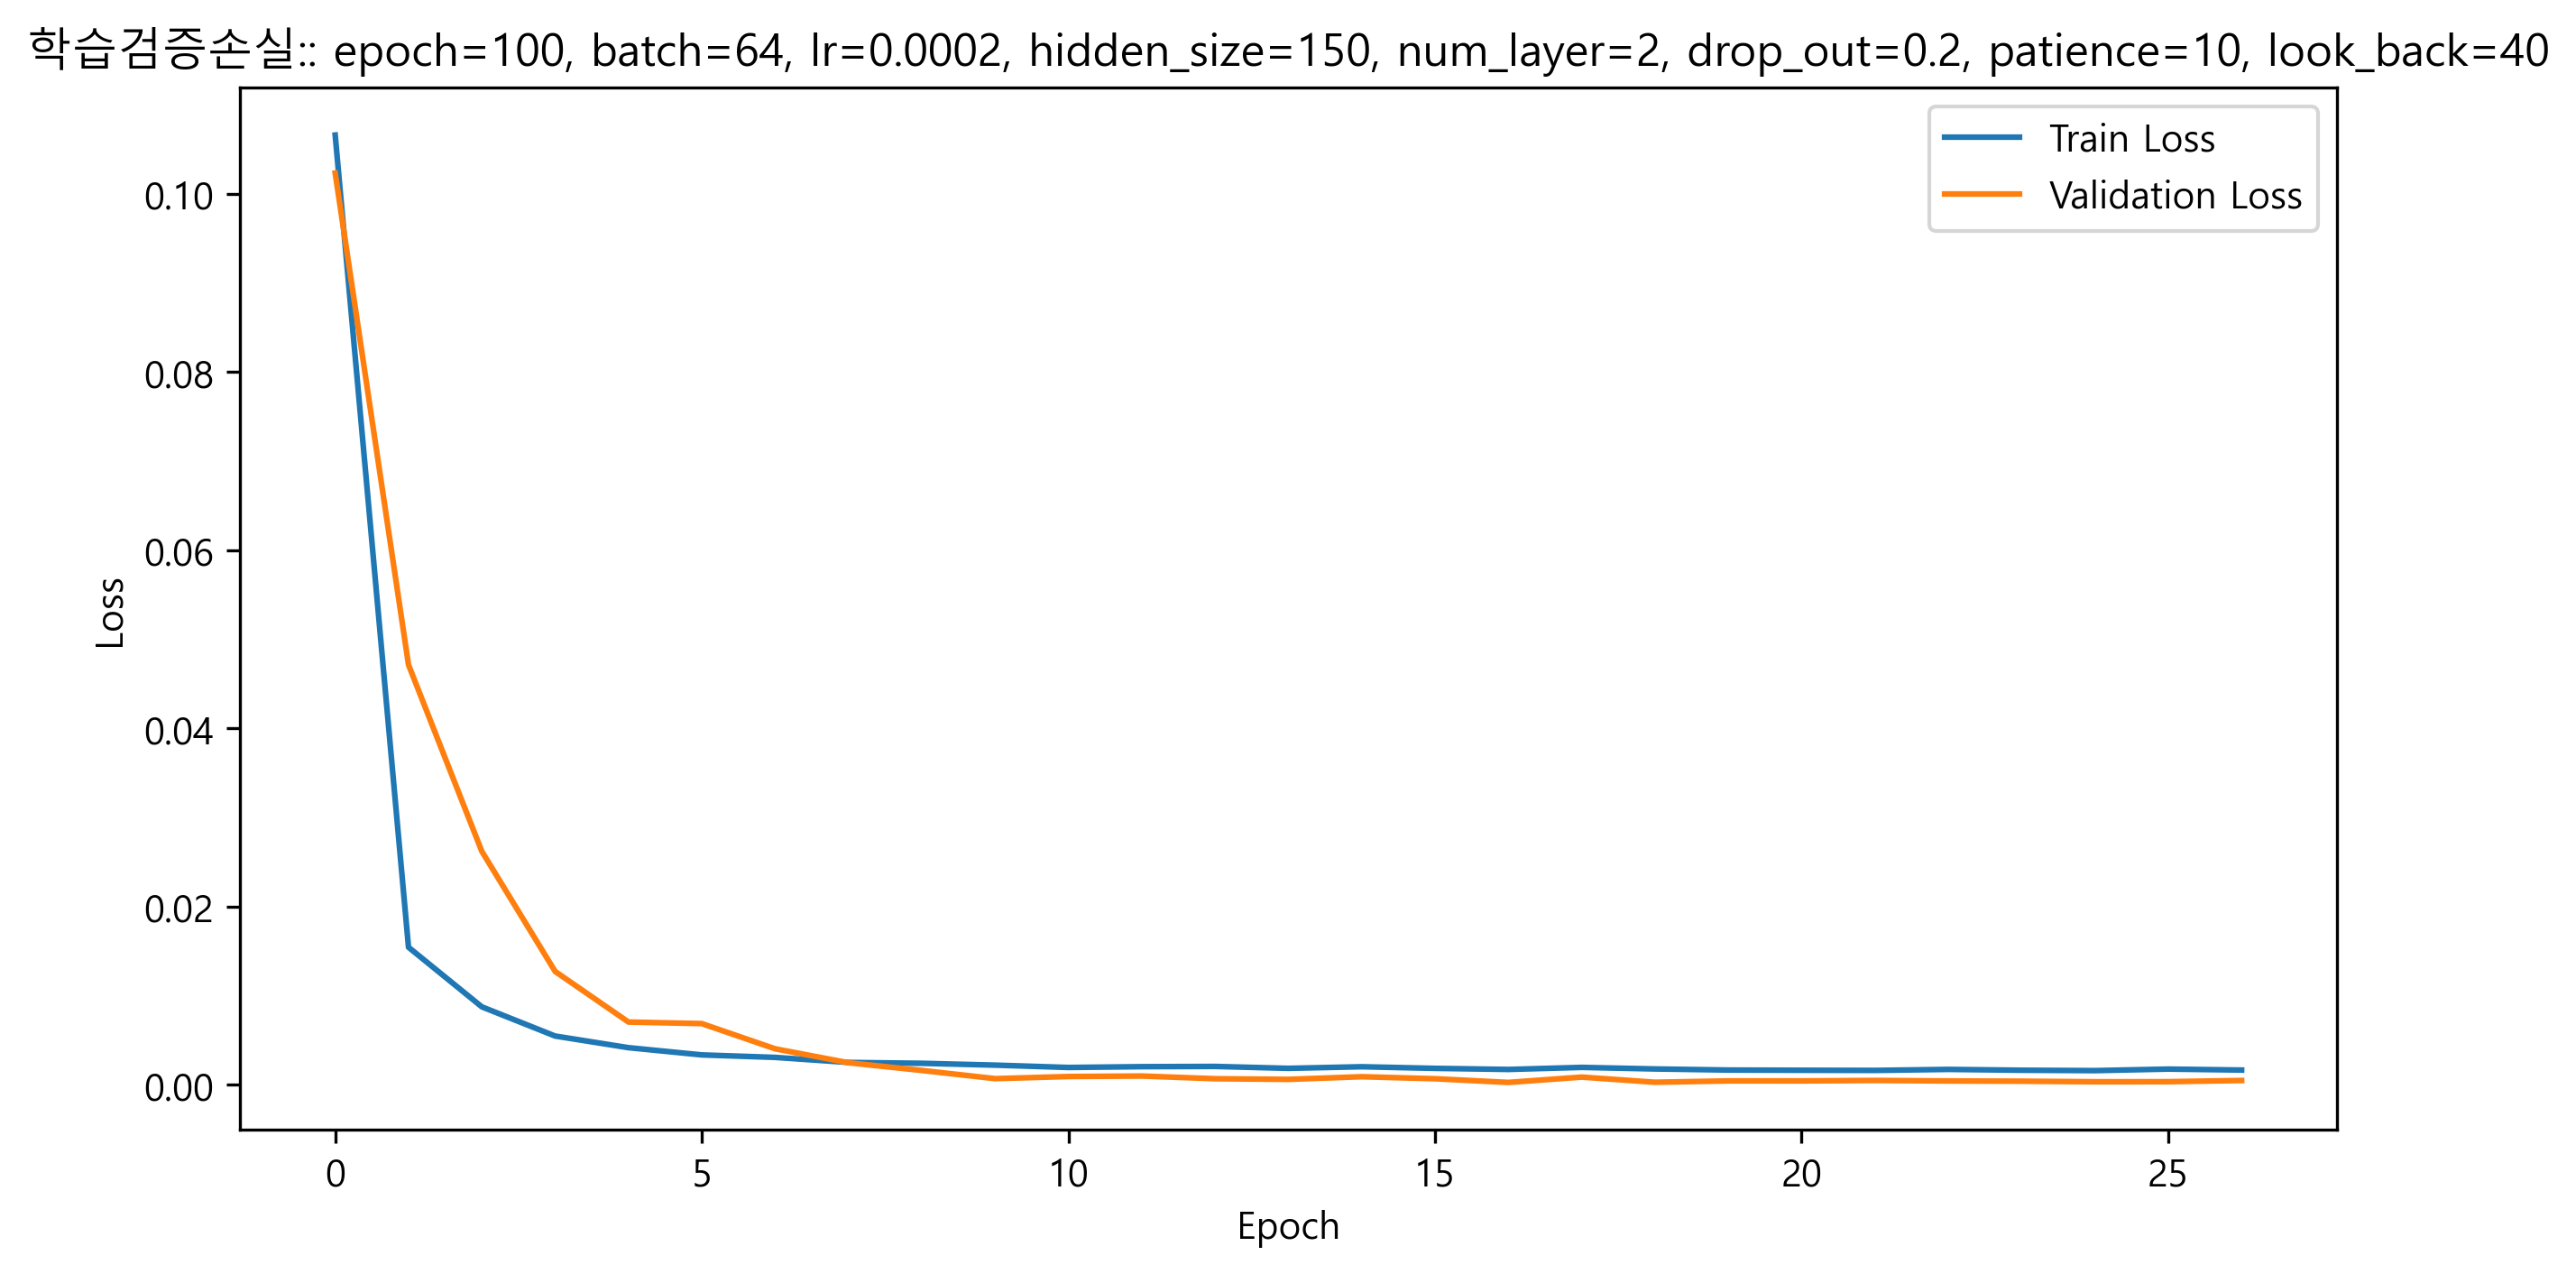 학습검증손실:: epoch=100, batch=64, lr=0.0002, hidden_size=150, num_layer=2, drop_out=0.2, patience=10, look_back=40
Train Loss
Validation Loss
0.10
0.08
0.06
0.04
0.02
0.00
Loss
0 5 10 15 20 25
Epoch